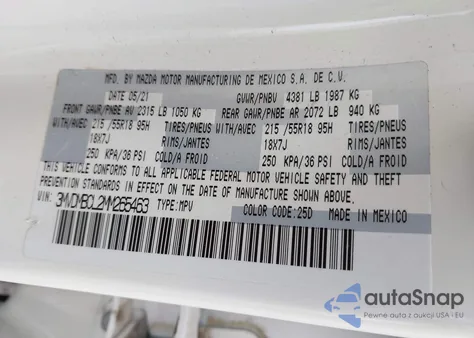 MFD. BY MAZDA MOTOR MANUFACTURING DE MEXICO S.A. DE C.V.
DATE 05/21 GVWR/PNBV 4381 LB 1987 KG
FRONT GAWR/PNBE AV 2315 LB 1050 KG REAR GAWR/PNBE AR 2072 LB 940 KG
WITH/AVEC 215 /55R18 95H TIRES/PNEUS WITH/AVEC 215 /55R18 95H TIRES/PNEUS
18X7J RIMS/JANTES 18X7J RIMS/JANTES
250 KPA/36 PSI COLD/A FROID 250 KPA/36 PSI COLD/A FROID
THIS VEHICLE CONFORMS TO ALL APPLICABLE FEDERAL MOTOR VEHICLE SAFETY AND THEFT
PREVENTION STANDARDS IN EFFECT ON THE DATE OF MANUFACTURE SHOWN ABOVE.
VIN: TYPE:MPV COLOR CODE:25D MADE IN MEXICO
autoSnap
Pewne auta z aukcji USA i EU